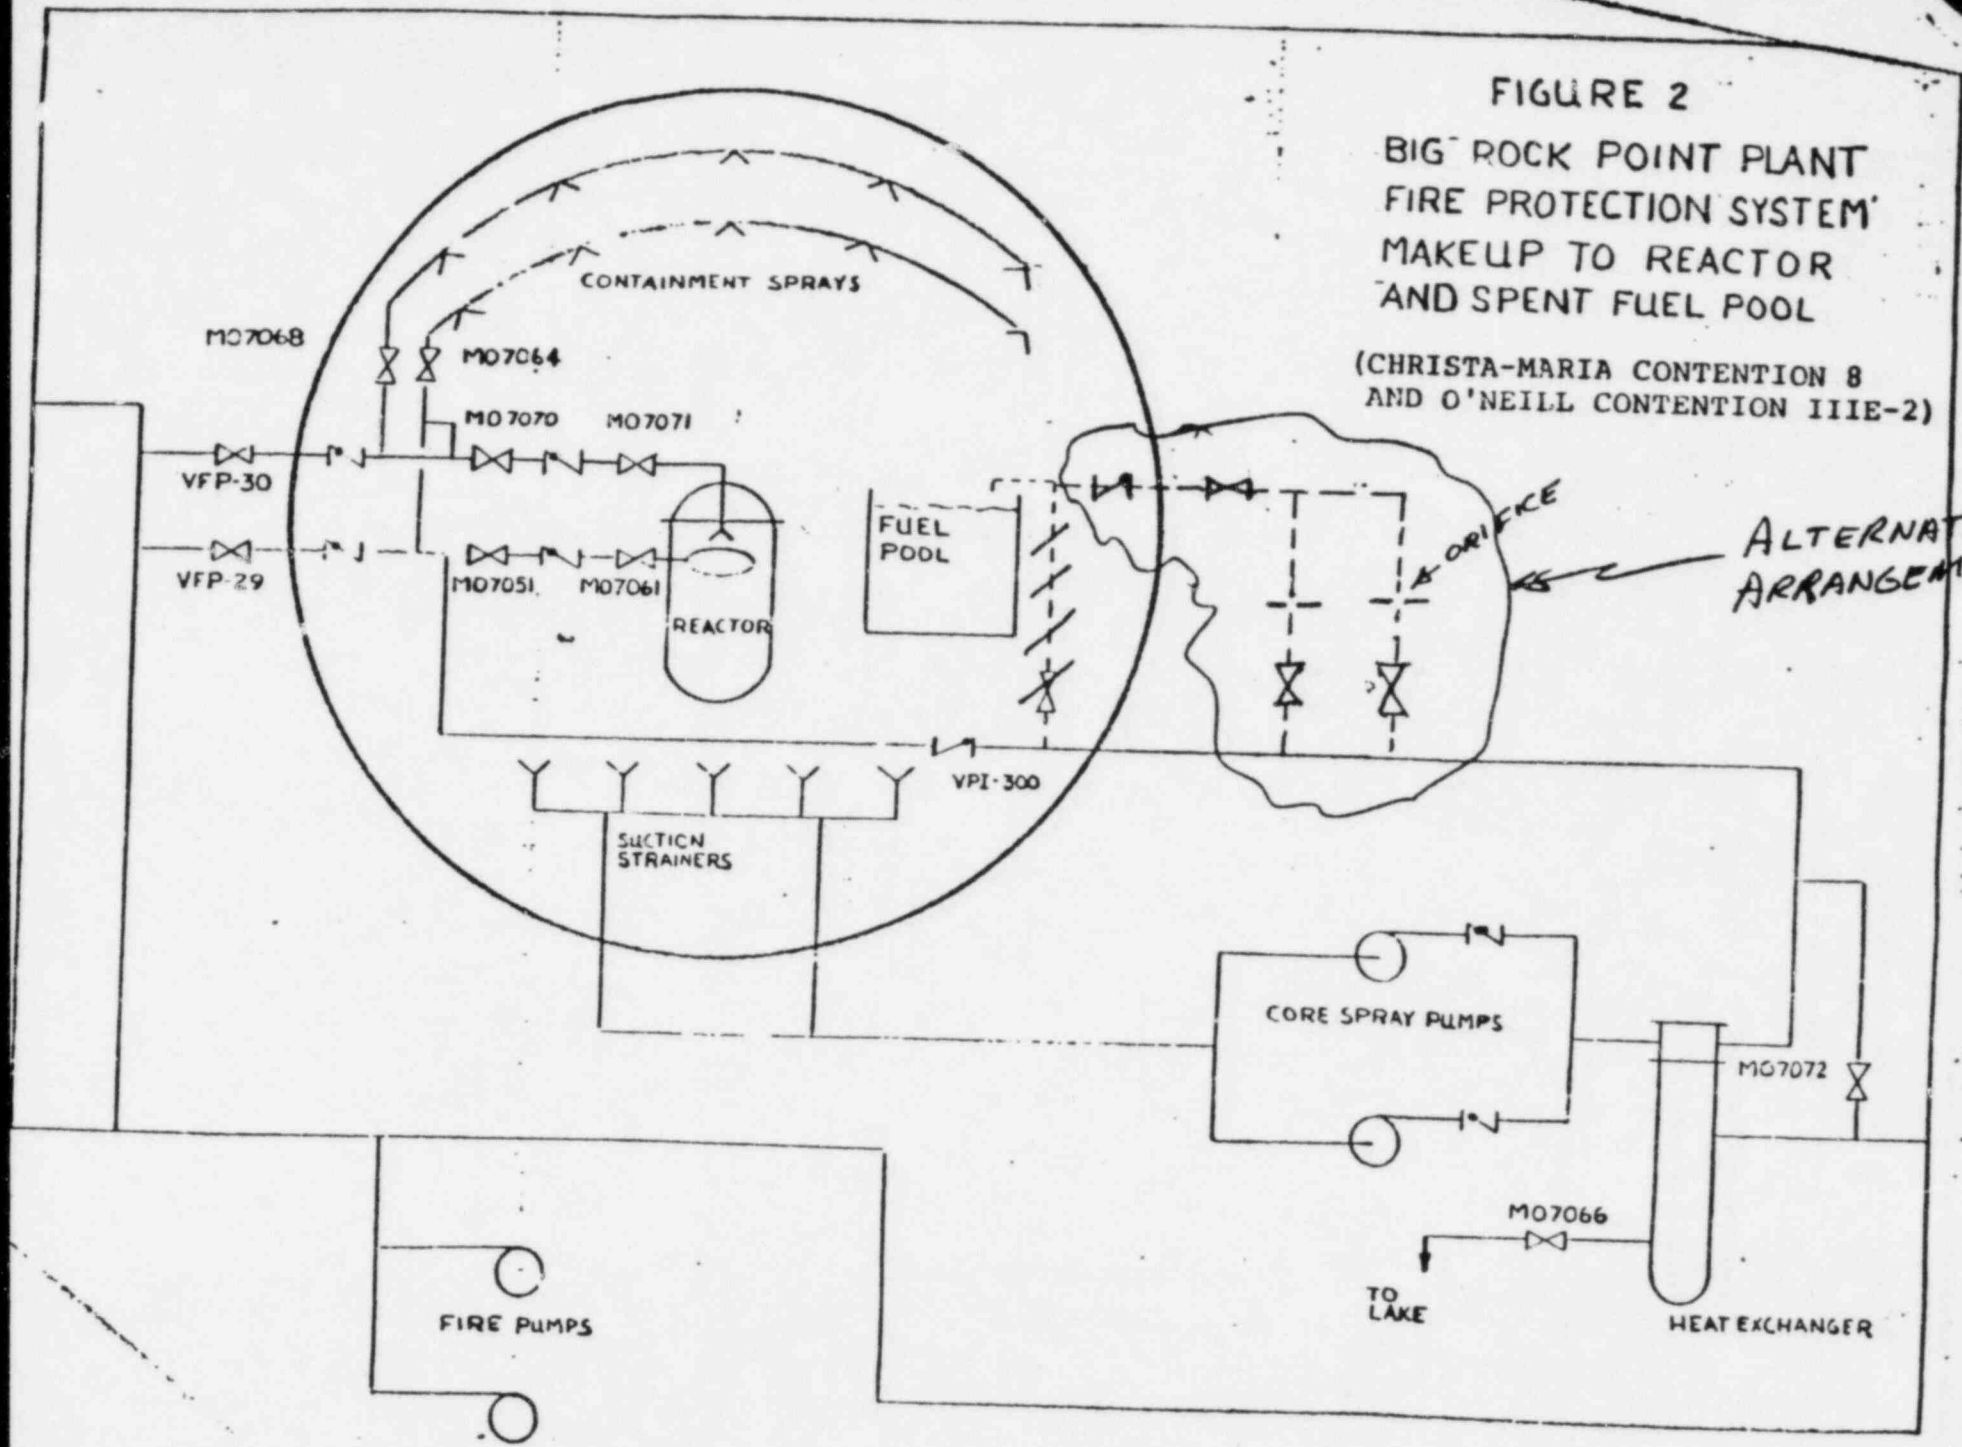 FIGURE 2
BIG ROCK POINT PLANT
FIRE PROTECTION SYSTEM
MAKEUP TO REACTOR
AND SPENT FUEL POOL
(CHRISTA-MARIA CONTENTION 8
AND O'NEILL CONTENTION IIIE-2)
CONTAINMENT SPRAYS
MO7068
MO7064
MO7070
MO7071
VFP-30
VFP-29
MO7051
MO7061
REACTOR
FUEL
POOL
ORIFICE
ALTERNAT
ARRANGEM
VPI-300
SUCTION
STRAINERS
CORE SPRAY PUMPS
MO7072
MO7066
TO
LAKE
HEAT EXCHANGER
FIRE PUMPS